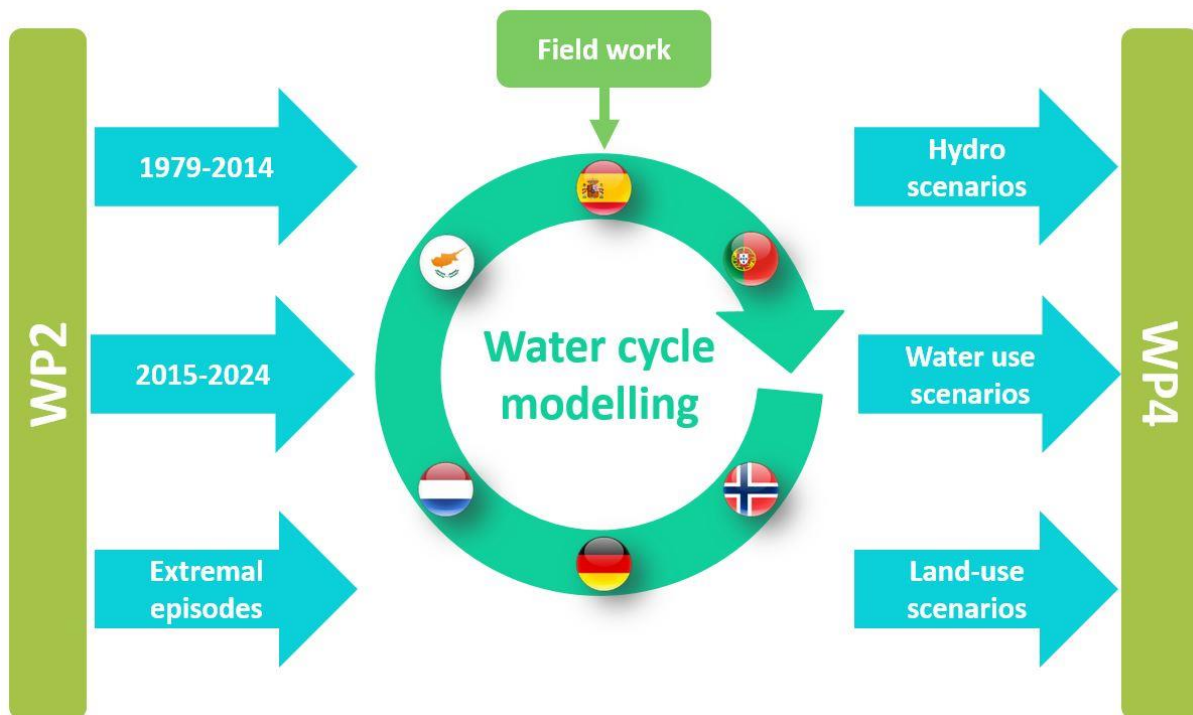 Field work
WP2
1979-2014
2015-2024
Extremal
episodes
Water cycle
modelling
Hydro
scenarios
Water use
scenarios
Land-use
scenarios
WP4